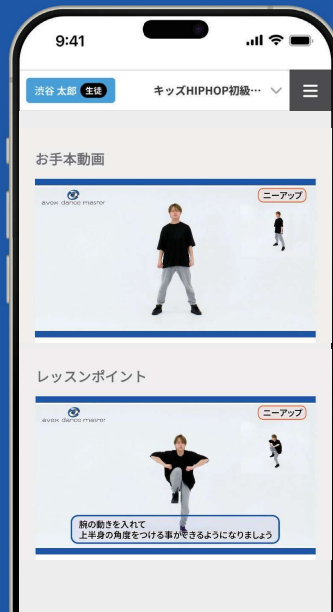 9:41
渋谷 太郎 生徒
キッズHIPHOP初級…
お手本動画
avex dance master
ニーアップ
レッスンポイント
avex dance master
ニーアップ
腕の動きを入れて
上半身の角度をつける事ができるようになりましょう